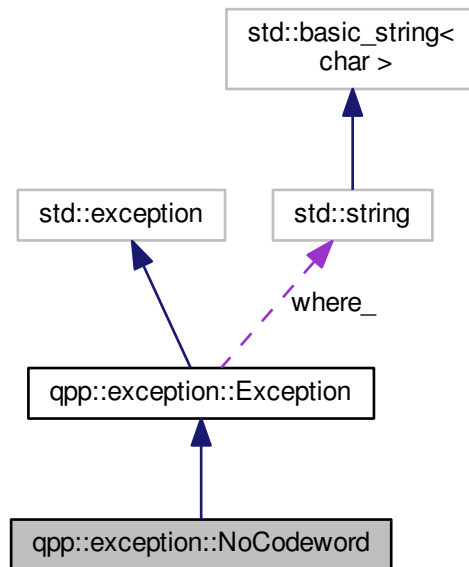 std::basic_string<
char >
std::exception
std::string
where_
qpp::exception::Exception
qpp::exception::NoCodeword